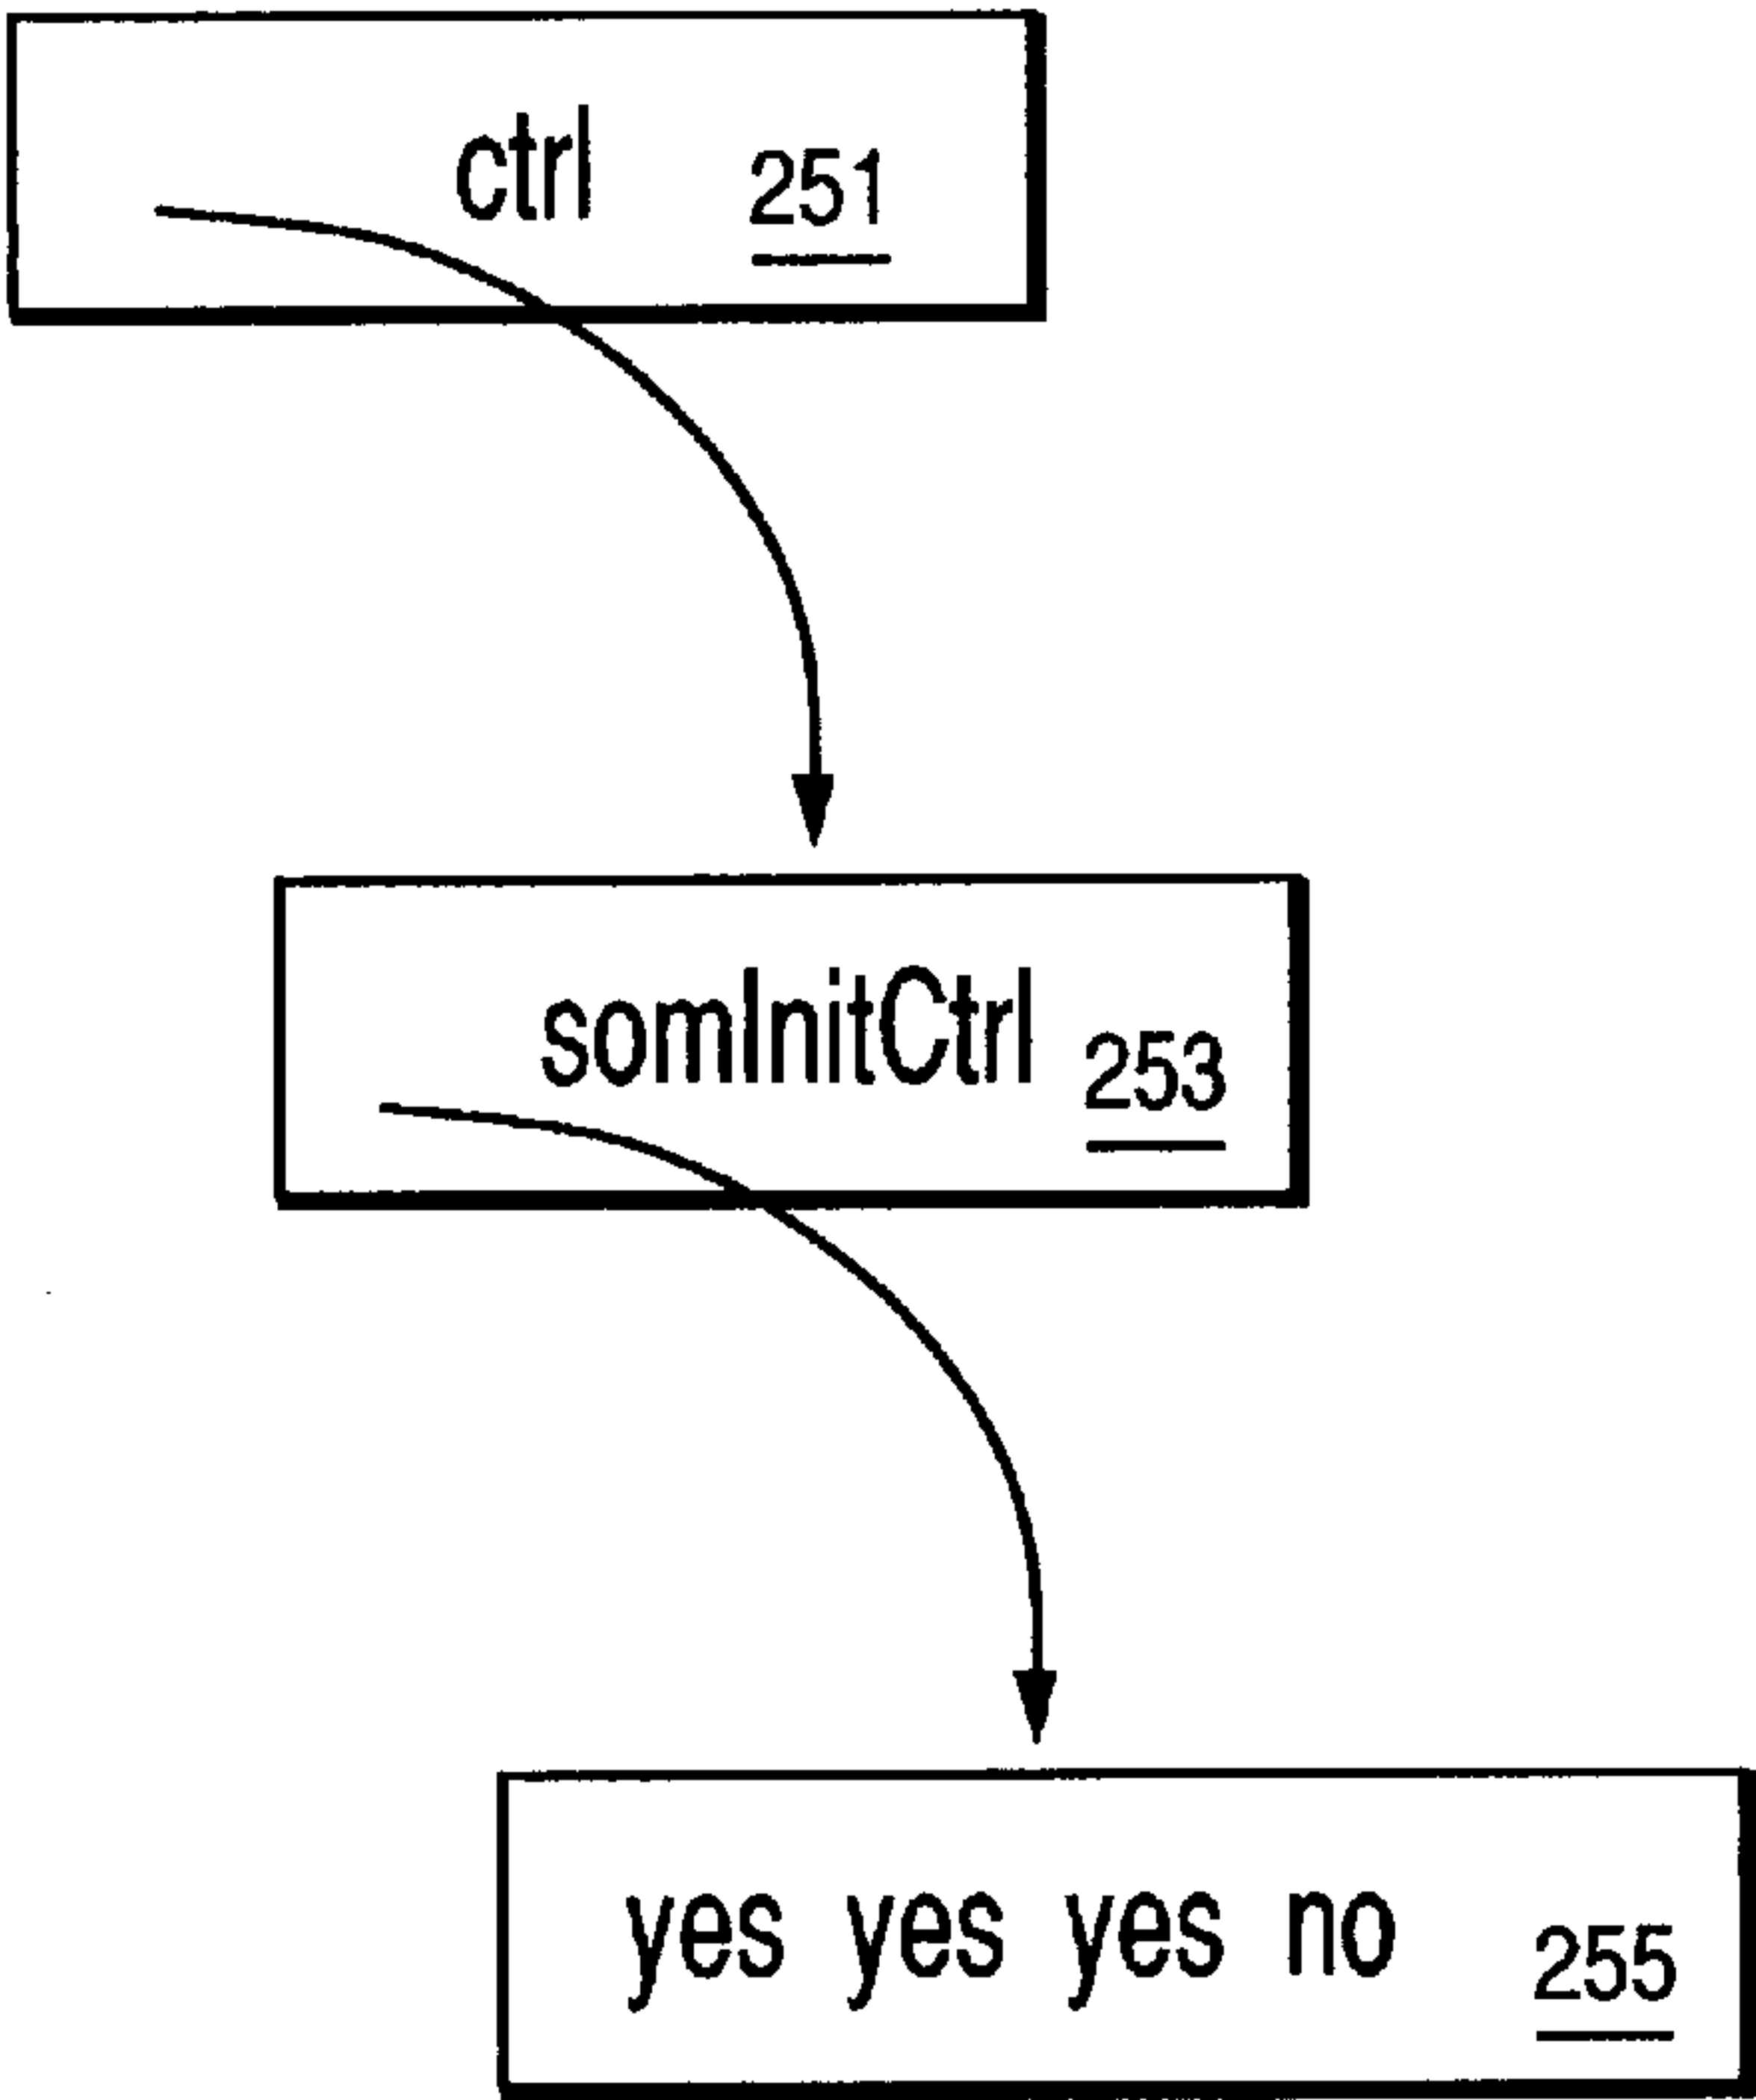 ctrl 251
somInitCtrl 253
yes yes yes no 255